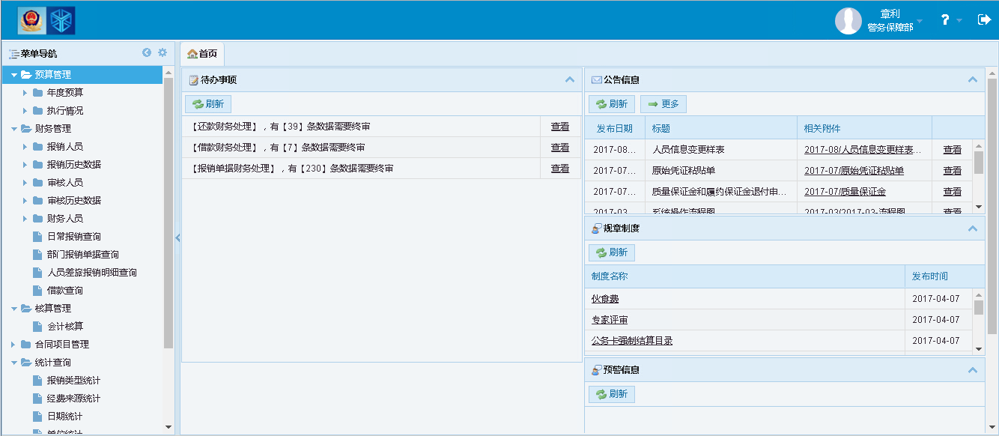 章利
警务保障部
?
菜单导航
首页
预算管理
年度预算
执行情况
财务管理
报销人员
报销历史数据
审核人员
审核历史数据
财务人员
日常报销查询
部门报销单据查询
人员差旅报销明细查询
借款查询
核算管理
会计核算
合同项目管理
统计查询
报销类型统计
经费来源统计
日期统计
单位统计
待办事项
刷新
【还款财务处理】，有【39】条数据需要终审 查看
【借款财务处理】，有【7】条数据需要终审 查看
【报销单据财务处理】，有【230】条数据需要终审 查看
公告信息
刷新 更多
发布日期 标题 相关附件
2017-08... 人员信息变更样表 2017-08/人员信息变更样表... 查看
2017-07... 原始凭证粘贴单 2017-07/原始凭证粘贴单 查看
2017-07... 质量保证金和履约保证金退付申... 2017-07/质量保证金 查看
2017-03... 系统操作流程图 2017-03/2017-03-流程图 查看
规章制度
刷新
制度名称 发布时间
伙食费 2017-04-07
专家评审 2017-04-07
公务卡强制结算目录 2017-04-07
预警信息
刷新